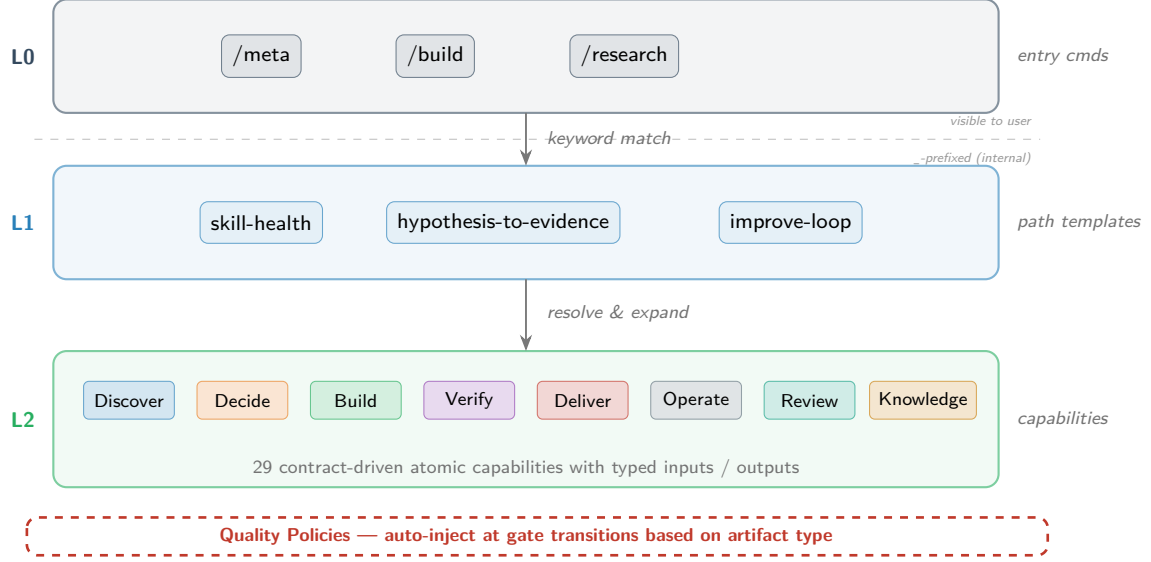 L0
/meta
/build
/research
entry cmds
visible to user
keyword match
_-prefixed (internal)
L1
skill-health
hypothesis-to-evidence
improve-loop
path templates
resolve & expand
L2
Discover
Decide
Build
Verify
Deliver
Operate
Review
Knowledge
capabilities
29 contract-driven atomic capabilities with typed inputs / outputs
Quality Policies — auto-inject at gate transitions based on artifact type